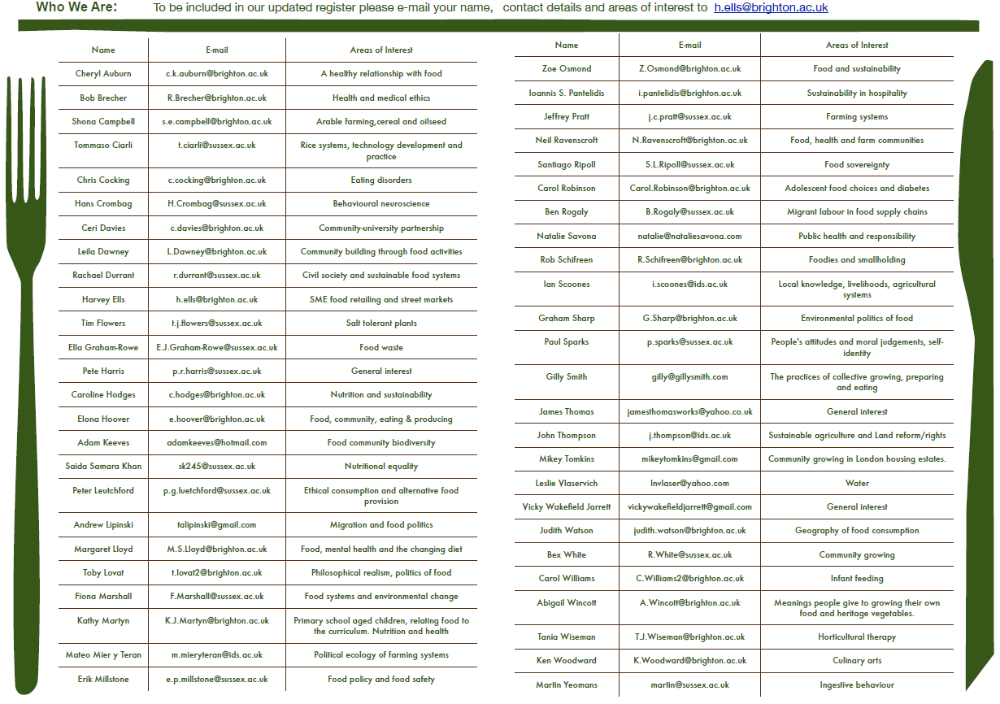 Who We Are: To be included in our updated register please e-mail your name, contact details and areas of interest to h.ells@brighton.ac.uk
Name E-mail Areas of Interest
Cheryl Auburn c.k.auburn@brighton.ac.uk A healthy relationship with food
Bob Brecher R.Brecher@brighton.ac.uk Health and medical ethics
Shona Campbell s.e.campbell@brighton.ac.uk Arable farming,cereal and oilseed
Tommaso Ciarli t.ciarli@sussex.ac.uk Rice systems, technology development and
practice
Chris Cocking c.cocking@brighton.ac.uk Eating disorders
Hans Crombag H.Crombag@sussex.ac.uk Behavioural neuroscience
Ceri Davies c.davies@brighton.ac.uk Community-university partnership
Leila Dawney L.Dawney@brighton.ac.uk Community building through food activities
Rachael Durrant r.durrant@sussex.ac.uk Civil society and sustainable food systems
Harvey Ells h.ells@brighton.ac.uk SME food retailing and street markets
Tim Flowers t.j.flowers@sussex.ac.uk Salt tolerant plants
Ella Graham-Rowe E.J.Graham-Rowe@sussex.ac.uk Food waste
Pete Harris p.r.harris@sussex.ac.uk General interest
Caroline Hodges c.hodges@brighton.ac.uk Nutrition and sustainability
Elona Hoover e.hoover@brighton.ac.uk Food, community, eating & producing
Adam Keeves adamkeeves@hotmail.com Food community biodiversity
Saida Samara Khan sk245@sussex.ac.uk Nutritional equality
Peter Leutchford p.g.luetchford@sussex.ac.uk Ethical consumption and alternative food
provision
Andrew Lipinski talipinski@gmail.com Migration and food politics
Margaret Lloyd M.S.Lloyd@brighton.ac.uk Food, mental health and the changing diet
Toby Lovat t.lovat2@brighton.ac.uk Philosophical realism, politics of food
Fiona Marshall F.Marshall@sussex.ac.uk Food systems and environmental change
Kathy Martyn K.J.Martyn@brighton.ac.uk Primary school aged children, relating food to
the curriculum. Nutrition and health
Mateo Mier y Teran m.mieryteran@ids.ac.uk Political ecology of farming systems
Erik Millstone e.p.millstone@sussex.ac.uk Food policy and food safety
Name E-mail Areas of Interest
Zoe Osmond Z.Osmond@brighton.ac.uk Food and sustainability
Ioannis S. Pantelidis i.pantelidis@brighton.ac.uk Sustainability in hospitality
Jeffrey Pratt j.c.pratt@sussex.ac.uk Farming systems
Neil Ravenscroft N.Ravenscroft@brighton.ac.uk Food, health and farm communities
Santiago Ripoll S.L.Ripoll@sussex.ac.uk Food sovereignty
Carol Robinson Carol.Robinson@brighton.ac.uk Adolescent food choices and diabetes
Ben Rogaly B.Rogaly@sussex.ac.uk Migrant labour in food supply chains
Natalie Savona natalie@nataliesavona.com Public health and responsibility
Rob Schifreen R.Schifreen@brighton.ac.uk Foodies and smallholding
Ian Scoones i.scoones@ids.ac.uk Local knowledge, livelihoods, agricultural
systems
Graham Sharp G.Sharp@brighton.ac.uk Environmental politics of food
Paul Sparks p.sparks@sussex.ac.uk People's attitudes and moral judgements, self-
identity
Gilly Smith gilly@gillysmith.com The practices of collective growing, preparing
and eating
James Thomas jamesthomasworks@yahoo.co.uk General interest
John Thompson j.thompson@ids.ac.uk Sustainable agriculture and Land reform/rights
Mikey Tomkins mikeytomkins@gmail.com Community growing in London housing estates.
Leslie Vlaservich lnvlaser@yahoo.com Water
Vicky Wakefield Jarrett vickywakefieldjarrett@gmail.com General interest
Judith Watson judith.watson@brighton.ac.uk Geography of food consumption
Bex White R.White@sussex.ac.uk Community growing
Carol Williams C.Williams2@brighton.ac.uk Infant feeding
Abigail Wincott A.Wincott@brighton.ac.uk Meanings people give to growing their own
food and heritage vegetables.
Tania Wiseman T.J.Wiseman@brighton.ac.uk Horticultural therapy
Ken Woodward K.Woodward@brighton.ac.uk Culinary arts
Martin Yeomans martin@sussex.ac.uk Ingestive behaviour